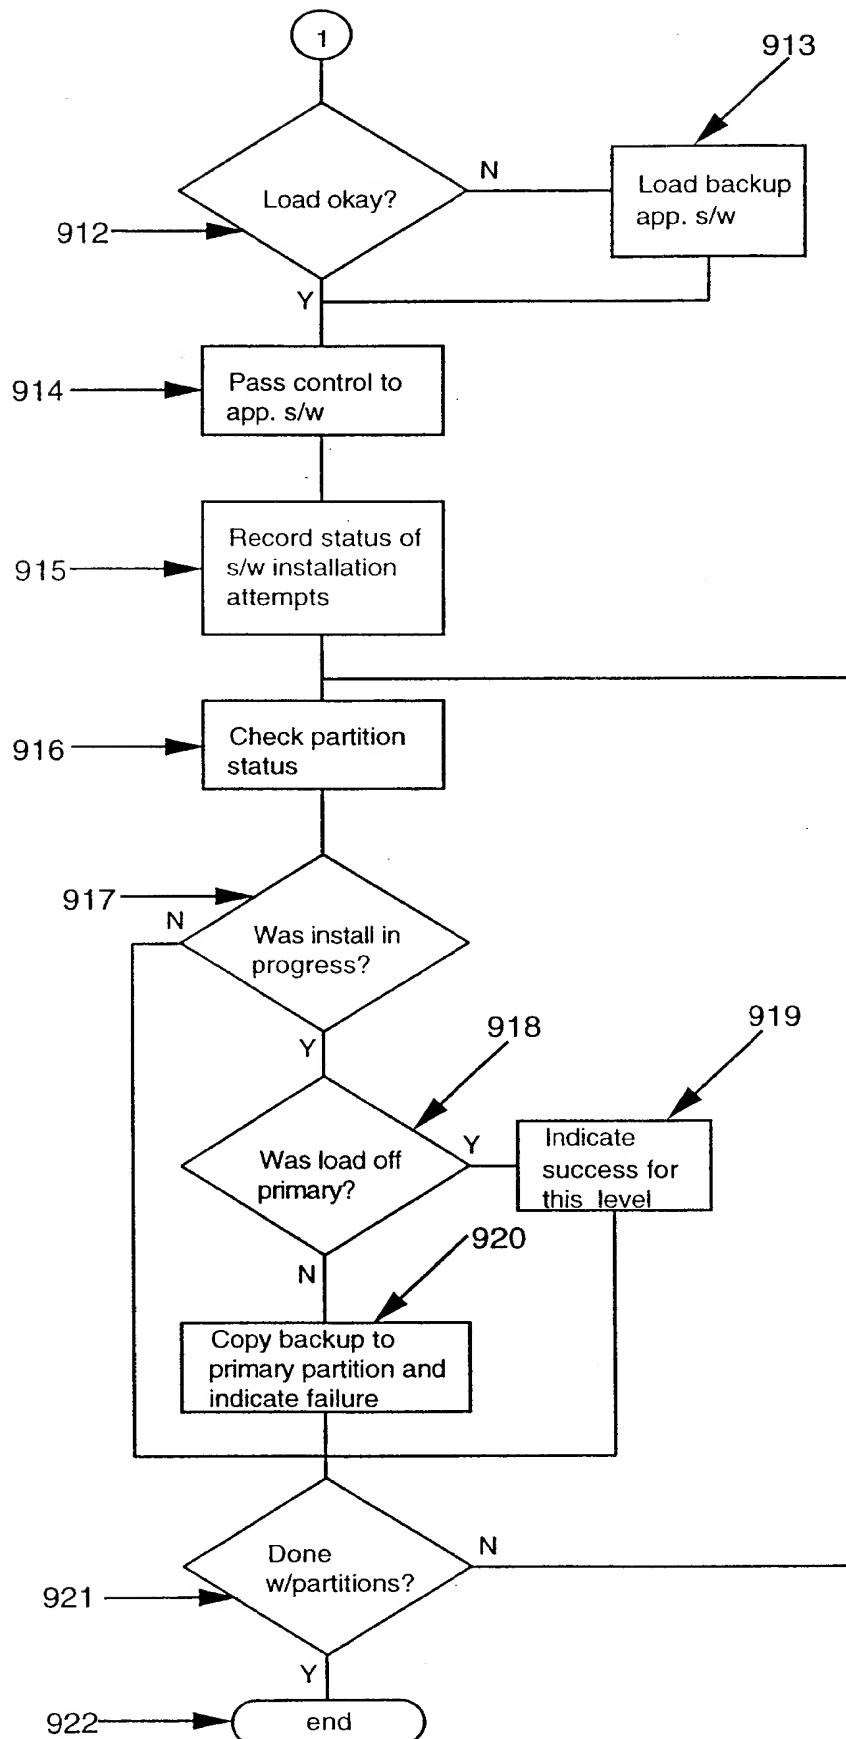 1
913
N
Load okay?
Load backup
app. s/w
912
Y
914
Pass control to
app. s/w
915
Record status of
s/w installation
attempts
916
Check partition
status
917
N
Was install in
progress?
Y
918
919
Was load off
primary?
Y
Indicate
success for
this level
920
N
Copy backup to
primary partition and
indicate failure
Done
w/partitions?
N
921
Y
922
end